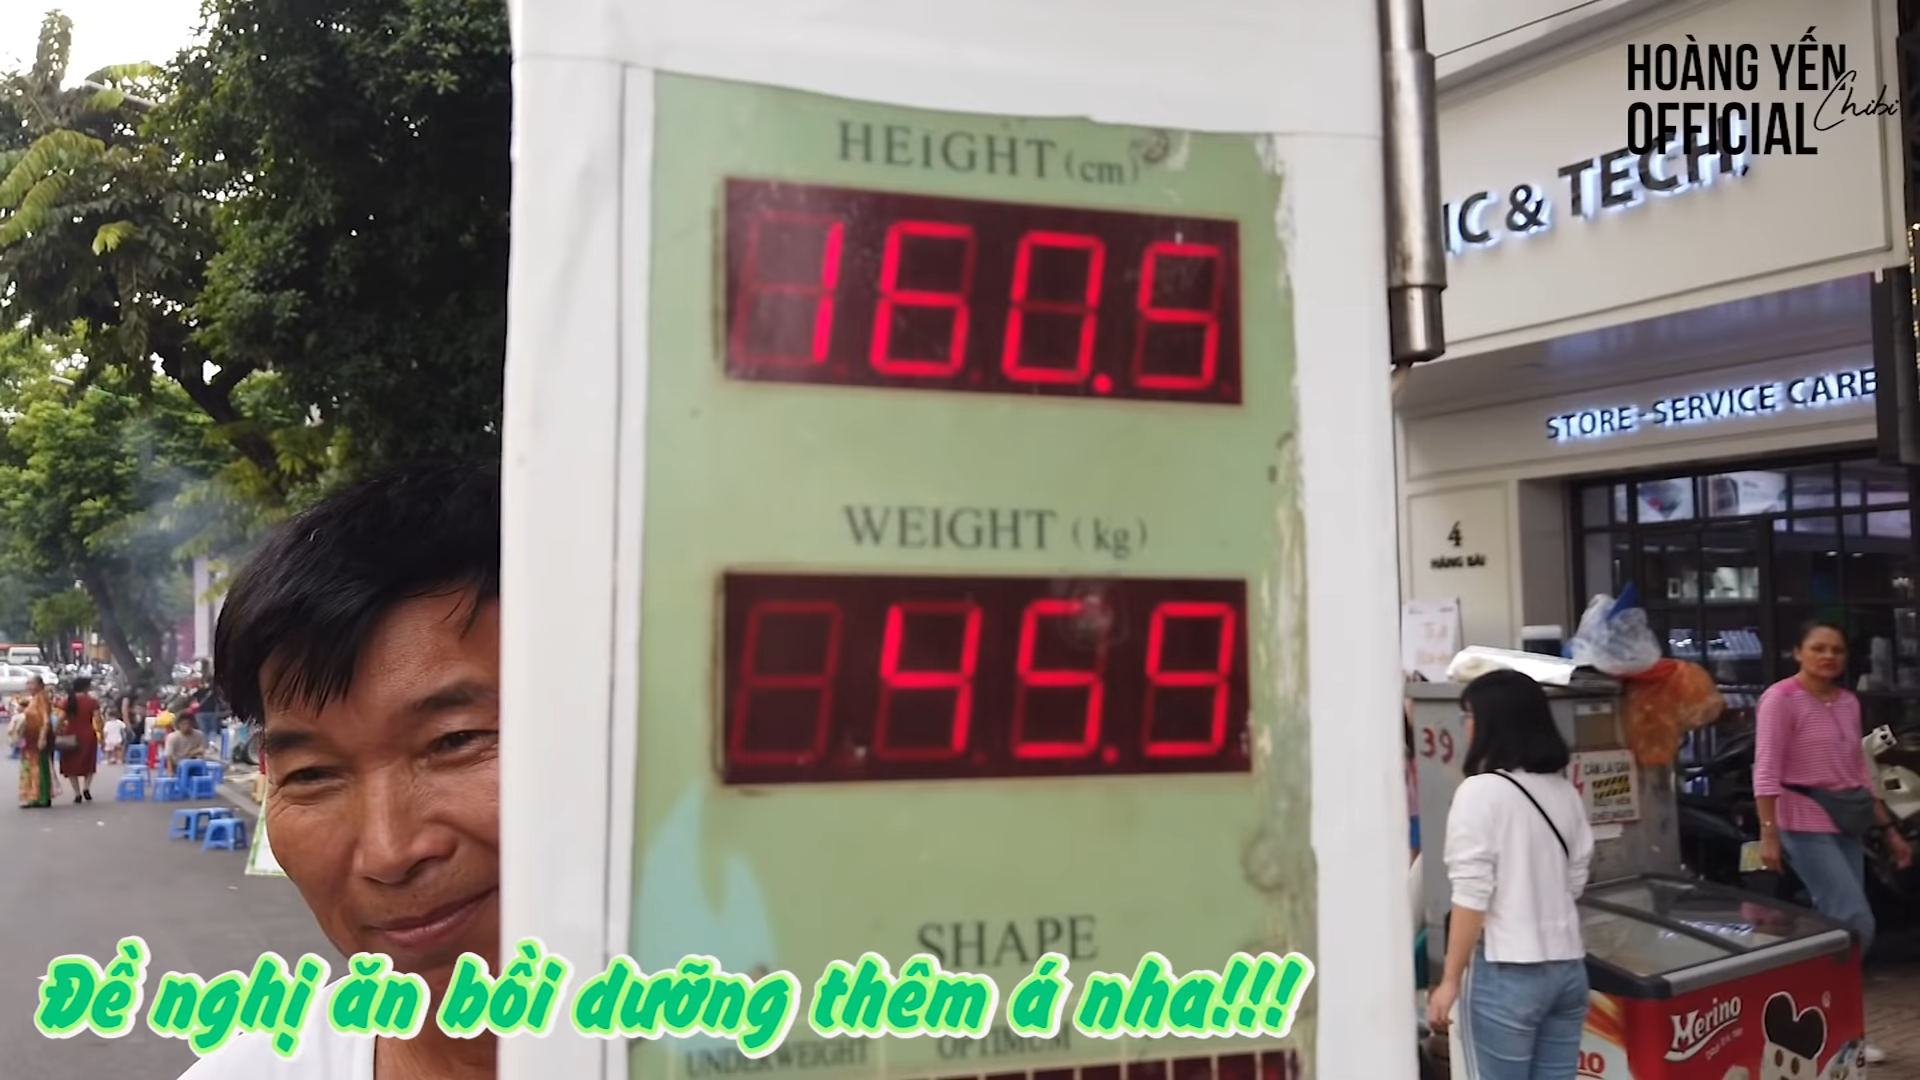 HOÀNG YẾN
Chibi
OFFICIAL
HEIGHT (cm)
160.5
IC & TECH
STORE-SERVICE CARE
WEIGHT (kg)
45.9
4
HÀNG BÀI
39
SHAPE
Đề nghị ăn bồi dưỡng thêm á nha!!!
UNDERWEIGHT OPTIMUM
Merino